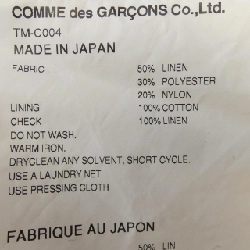 COMME des GARÇONS Co.,Ltd.
TM-C004
MADE IN JAPAN
FABRIC 50% LINEN
30% POLYESTER
20% NYLON
LINING 100% COTTON
CHECK 100% LINEN
DO NOT WASH.
WARM IRON.
DRYCLEAN ANY SOLVENT, SHORT CYCLE.
USE A LAUNDRY NET
USE PRESSING CLOTH
FABRIQUE AU JAPON
50% LIN